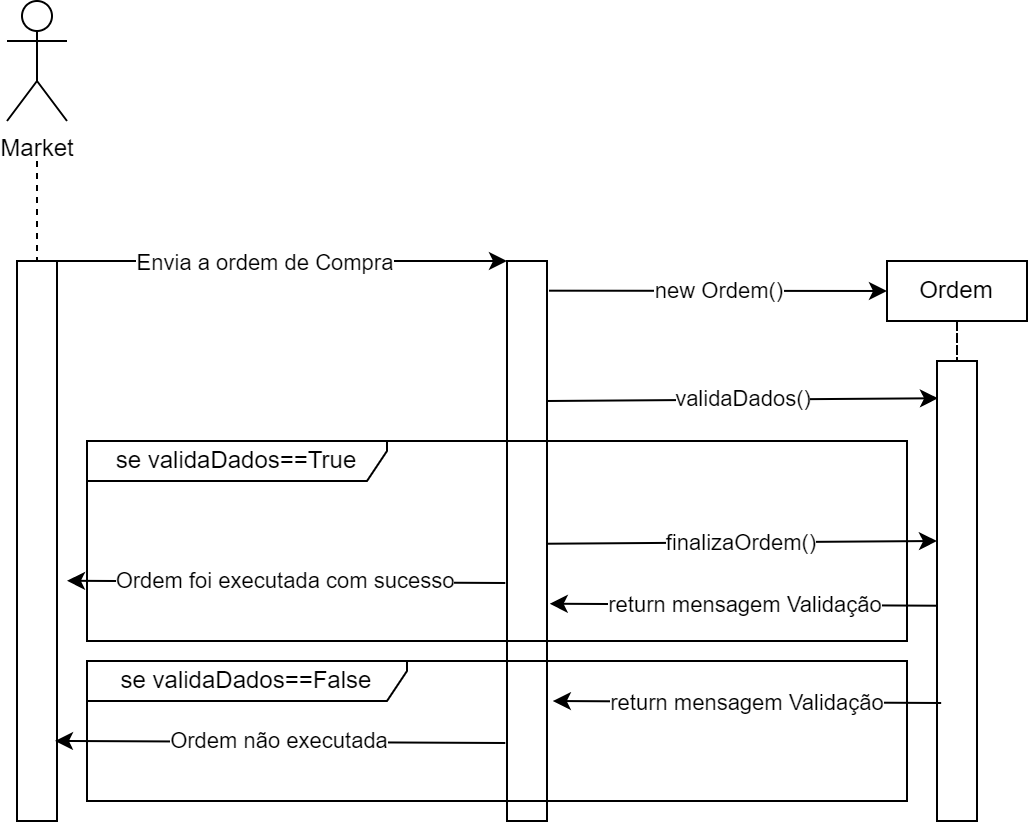 Market
Envia a ordem de Compra
new Ordem()
Ordem
validaDados()
se validaDados==True
finalizaOrdem()
Ordem foi executada com sucesso
return mensagem Validação
se validaDados==False
return mensagem Validação
Ordem não executada